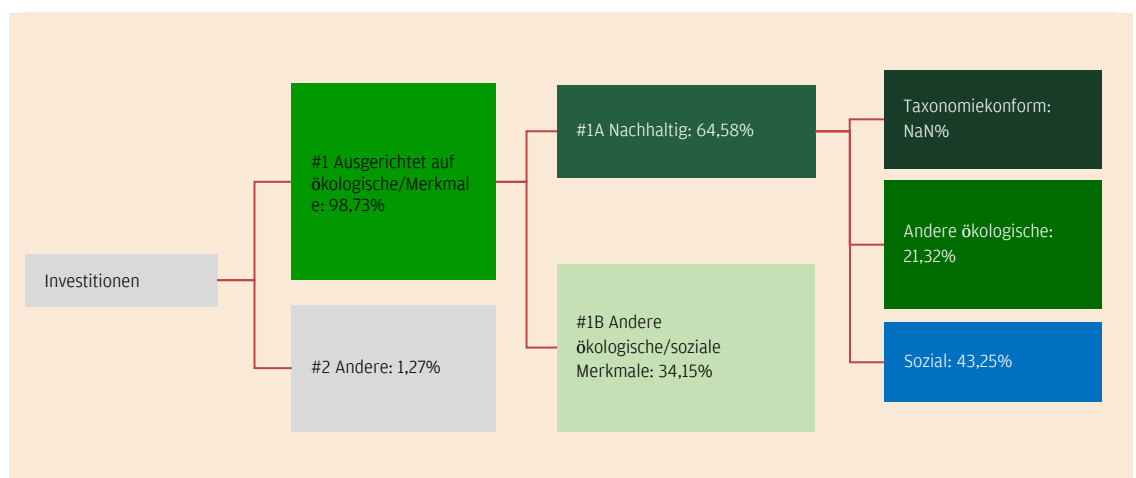 Investitionen
#1 Ausgerichtet auf
ökologische/Merkmal
e: 98,73%
#2 Andere: 1,27%
#1A Nachhaltig: 64,58%
#1B Andere
ökologische/soziale
Merkmale: 34,15%
Taxonomiekonform:
NaN%
Andere ökologische:
21,32%
Sozial: 43,25%